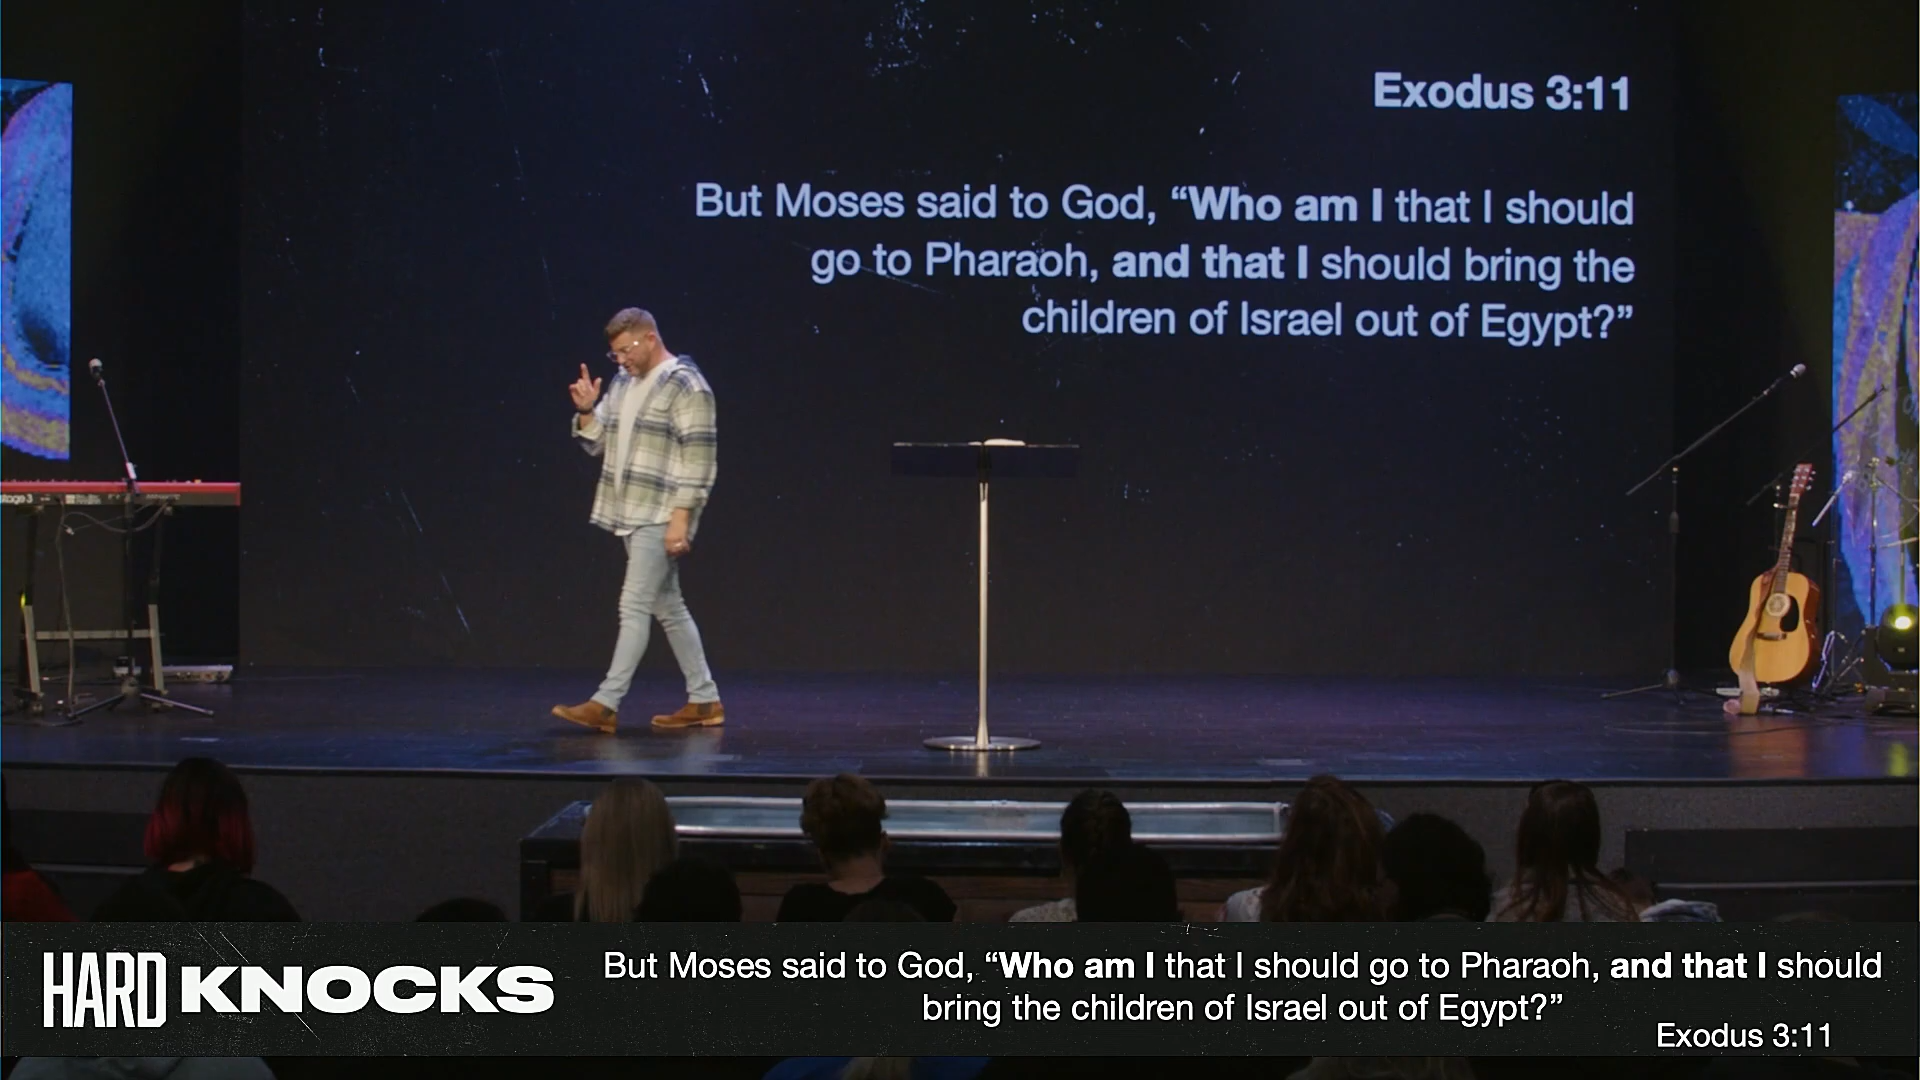 Exodus 3:11
But Moses said to God, “Who am I that I should
go to Pharaoh, and that I should bring the
children of Israel out of Egypt?”
stage 3
HARD KNOCKS
But Moses said to God, “Who am I that I should go to Pharaoh, and that I should
bring the children of Israel out of Egypt?”
Exodus 3:11